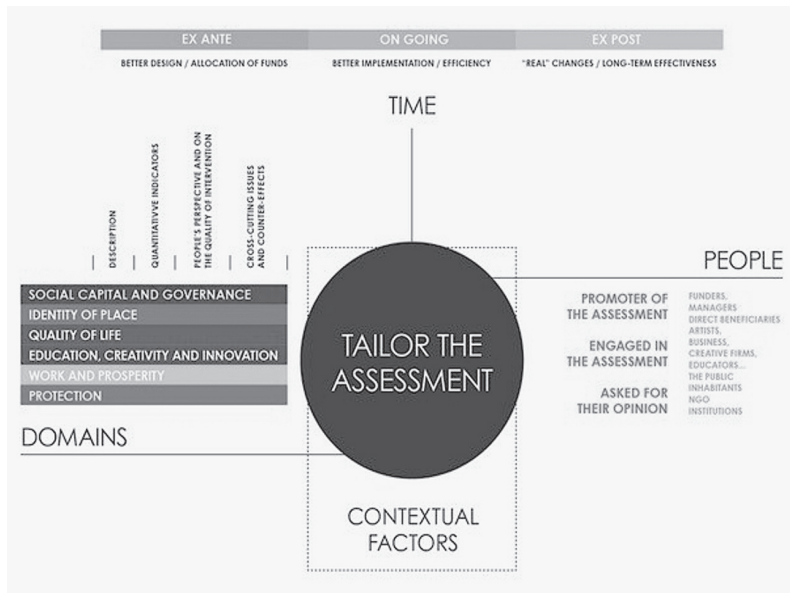 EX ANTE
ON GOING
EX POST
BETTER DESIGN / ALLOCATION OF FUNDS
BETTER IMPLEMENTATION / EFFICIENCY
"REAL" CHANGES / LONG-TERM EFFECTIVENESS
TIME
DESCRIPTION
QUANTITATIVVE INDICATORS
PEOPLE'S PERSPECTIVE AND ON
THE QUALITY OF INTERVENTION
CROSS-CUTTING ISSUES
AND COUNTER-EFFECTS
SOCIAL CAPITAL AND GOVERNANCE
IDENTITY OF PLACE
QUALITY OF LIFE
EDUCATION, CREATIVITY AND INNOVATION
WORK AND PROSPERITY
PROTECTION
DOMAINS
TAILOR THE
ASSESSMENT
CONTEXTUAL
FACTORS
PEOPLE
PROMOTER OF
THE ASSESSMENT
ENGAGED IN
THE ASSESSMENT
ASKED FOR
THEIR OPINION
FUNDERS,
MANAGERS
DIRECT BENEFICIARIES
ARTISTS,
BUSINESS,
CREATIVE FIRMS,
EDUCATORS...
THE PUBLIC
INHABITANTS
NGO
INSTITUTIONS